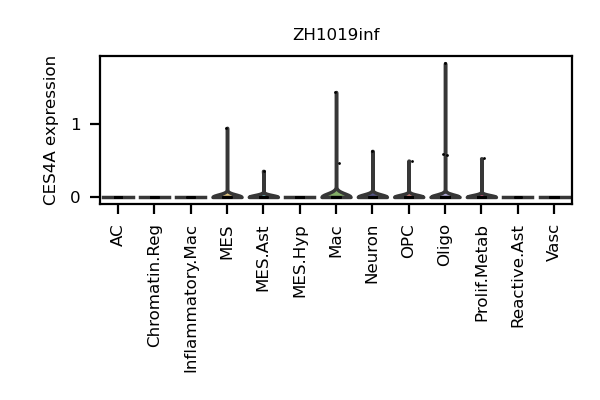 ZH1019inf
CES4A expression
1
0
AC
Chromatin.Reg
Inflammatory.Mac
MES
MES.Ast
MES.Hyp
Mac
Neuron
OPC
Oligo
Prolif.Metab
Reactive.Ast
Vasc